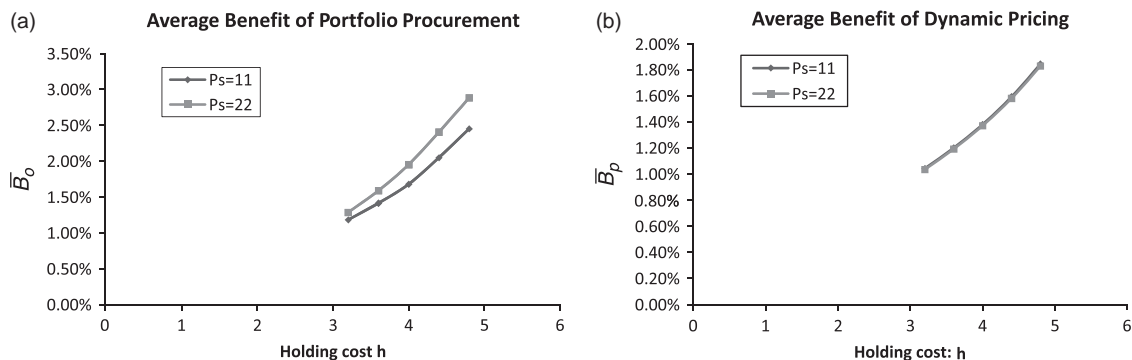 (a)
Average Benefit of Portfolio Procurement
3.50%
3.00%
2.50%
2.00%
1.50%
1.00%
0.50%
0.00%
B̅o
Ps=11
Ps=22
0 1 2 3 4 5 6
Holding cost h
(b)
Average Benefit of Dynamic Pricing
2.00%
1.80%
1.60%
1.40%
1.20%
1.00%
0.80%
0.60%
0.40%
0.20%
0.00%
B̅p
Ps=11
Ps=22
0 1 2 3 4 5 6
Holding cost: h